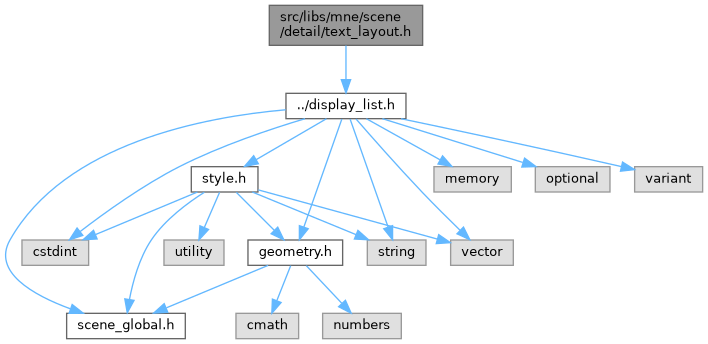 src/libs/mne/scene
/detail/text_layout.h
../display_list.h
style.h
memory
optional
variant
cstdint
utility
geometry.h
string
vector
scene_global.h
cmath
numbers